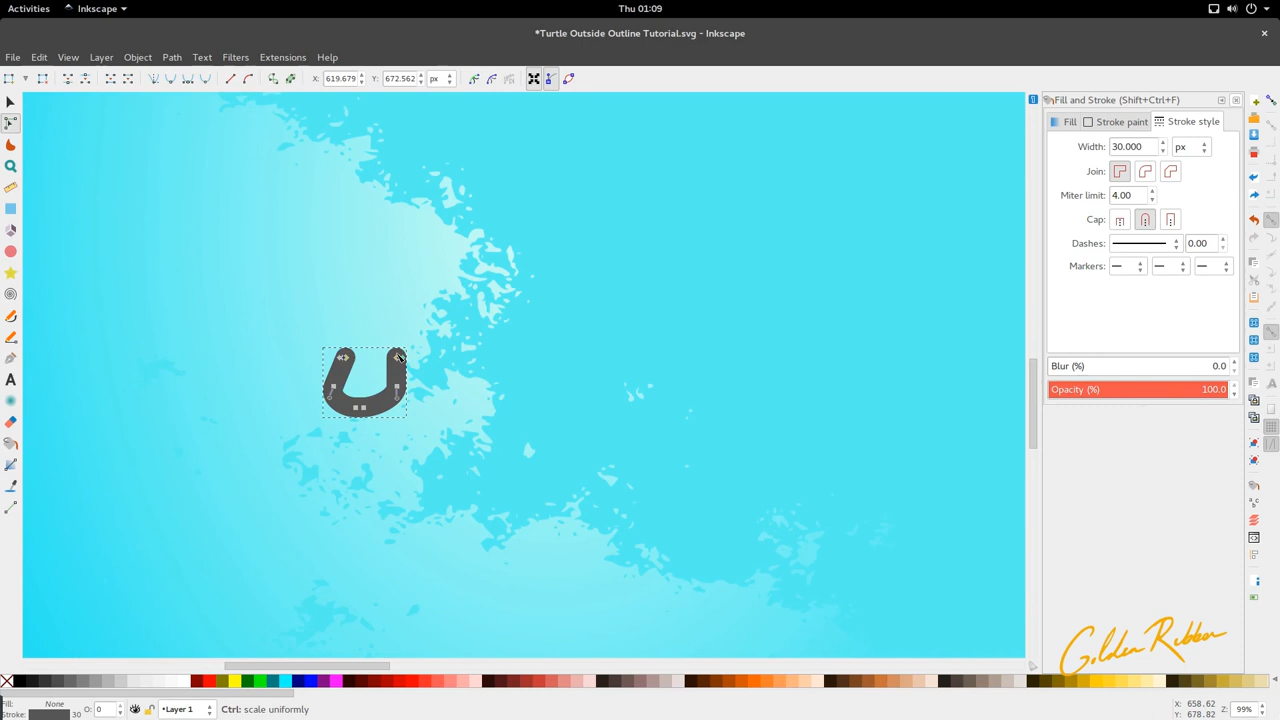 Activities Inkscape Thu 01:09
*Turtle Outside Outline Tutorial.svg - Inkscape
File Edit View Layer Object Path Text Filters Extensions Help
X: 619.679 Y: 672.562 px
Fill and Stroke (Shift+Ctrl+F)
Fill Stroke paint Stroke style
Width: 30.000 px
Join:
Miter limit: 4.00
Cap:
Dashes: 0.00
Markers:
Blur (%) 0.0
Opacity (%) 100.0
Golden Ribbon
Fill: None
Stroke: 30
O: 0
•Layer 1
Ctrl: scale uniformly
X: 658.62
Y: 678.82
Z: 99%